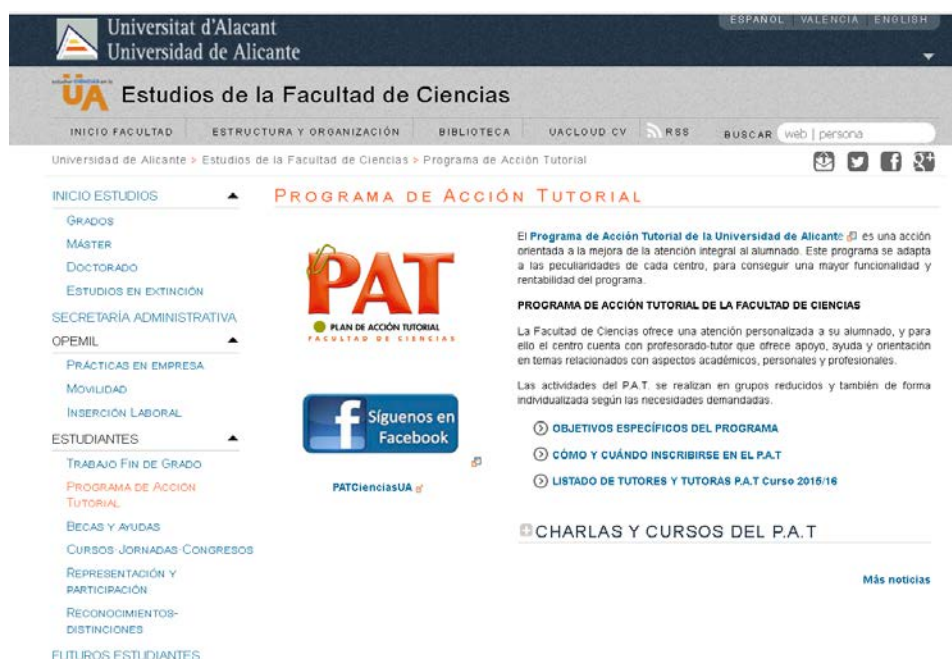 Universitat d'Alacant
Universidad de Alicante
ESPAÑOL VALENCIÀ ENGLISH
UA Estudios de la Facultad de Ciencias
INICIO FACULTAD ESTRUCTURA Y ORGANIZACIÓN BIBLIOTECA UACLOUD CV RSS BUSCAR web | persona
Universidad de Alicante > Estudios de la Facultad de Ciencias > Programa de Acción Tutorial
INICIO ESTUDIOS
GRADOS
MÁSTER
DOCTORADO
ESTUDIOS EN EXTINCIÓN
SECRETARÍA ADMINISTRATIVA
OPEMIL
PRÁCTICAS EN EMPRESA
MOVILIDAD
INSERCIÓN LABORAL
ESTUDIANTES
TRABAJO FIN DE GRADO
PROGRAMA DE ACCIÓN
TUTORIAL
BECAS Y AYUDAS
CURSOS-JORNADAS-CONGRESOS
REPRESENTACIÓN Y
PARTICIPACIÓN
RECONOCIMIENTOS-
DISTINCIONES
FUTUROS ESTUDIANTES
PROGRAMA DE ACCIÓN TUTORIAL
PAT
PLAN DE ACCIÓN TUTORIAL
FACULTAD DE CIENCIAS
Síguenos en
Facebook
PATCienciasUA
El Programa de Acción Tutorial de la Universidad de Alicante es una acción
orientada a la mejora de la atención integral al alumnado. Este programa se adapta
a las peculiaridades de cada centro, para conseguir una mayor funcionalidad y
rentabilidad del programa.
PROGRAMA DE ACCIÓN TUTORIAL DE LA FACULTAD DE CIENCIAS
La Facultad de Ciencias ofrece una atención personalizada a su alumnado, y para
ello el centro cuenta con profesorado-tutor que ofrece apoyo, ayuda y orientación
en temas relacionados con aspectos académicos, personales y profesionales.
Las actividades del P.A.T. se realizan en grupos reducidos y también de forma
individualizada según las necesidades demandadas.
OBJETIVOS ESPECÍFICOS DEL PROGRAMA
CÓMO Y CUÁNDO INSCRIBIRSE EN EL P.A.T
LISTADO DE TUTORES Y TUTORAS P.A.T Curso 2015/16
CHARLAS Y CURSOS DEL P.A.T
Más noticias